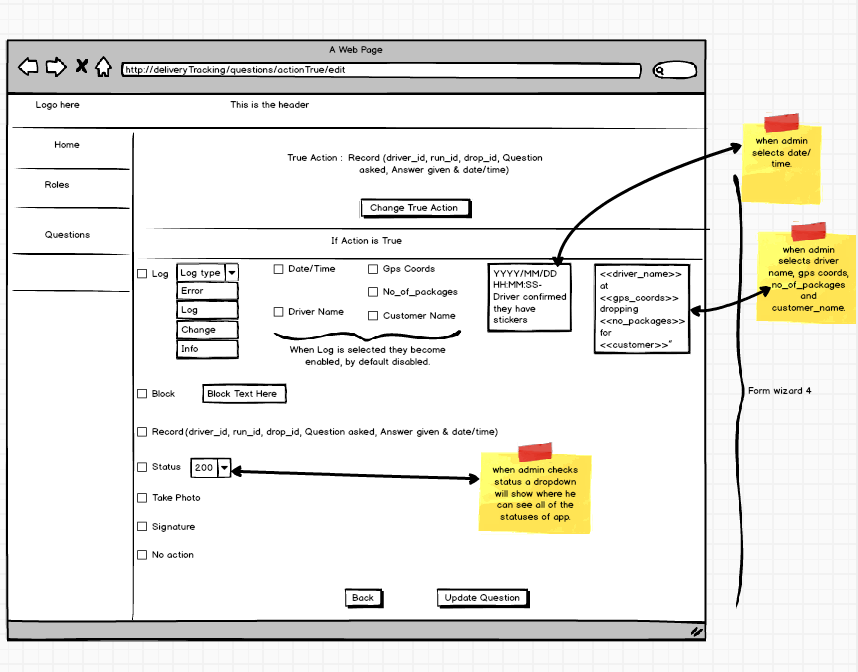 A Web Page
http://deliveryTracking/questions/actionTrue/edit
Logo here
This is the header
Home
Roles
Questions
True Action : Record (driver_id, run_id, drop_id, Question
asked, Answer given & date/time)
Change True Action
If Action is True
Log
Log type
Error
Log
Change
Info
Date/Time
Gps Coords
No_of_packages
Driver Name
Customer Name
When Log is selected they become
enabled, by default disabled.
YYYY/MM/DD
HH:MM:SS-
Driver confirmed
they have
stickers
<<driver_name>>
at
<<gps_coords>>
dropping
<<no_packages>>
for
<<customer>>"
Block
Block Text Here
Record(driver_id, run_id, drop_id, Question asked, Answer given & date/time)
Status
200
Take Photo
Signature
No action
Back
Update Question
when admin
selects date/
time.
when admin
selects driver
name, gps coords,
no_of_packages
and
customer_name.
Form wizard 4
when admin checks
status a dropdown
will show where he
can see all of the
statuses of app.